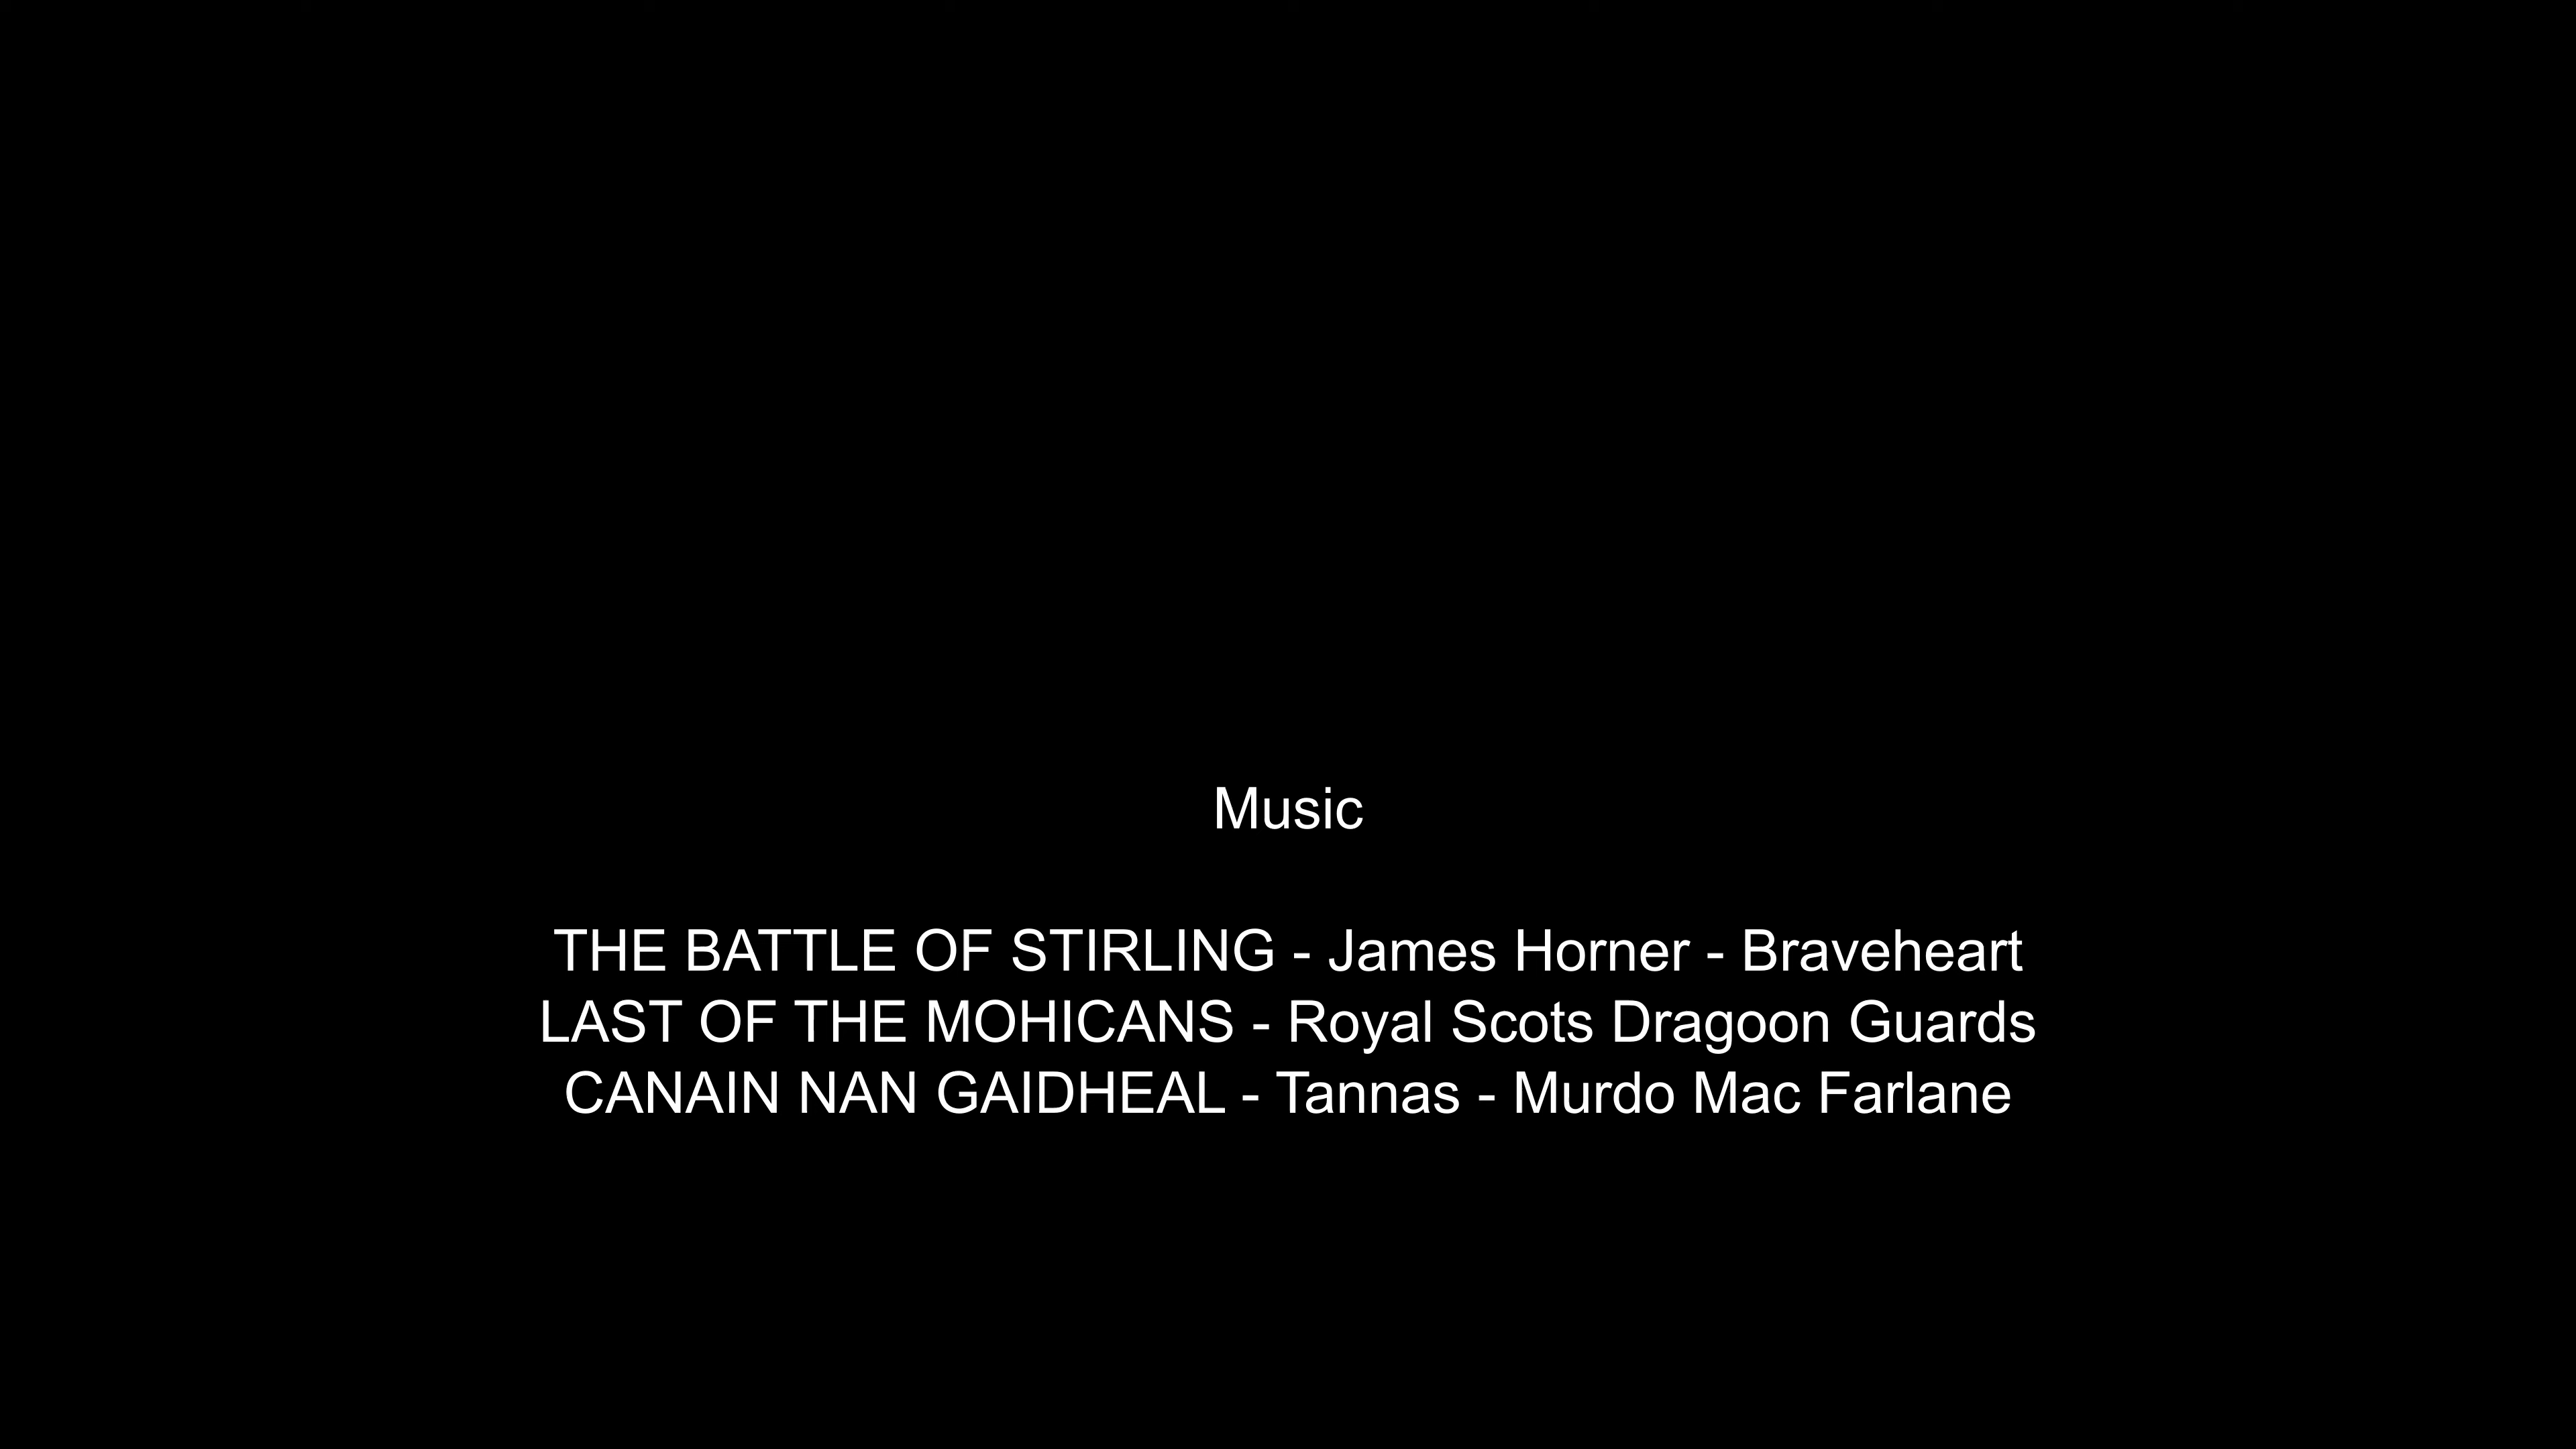 Music
THE BATTLE OF STIRLING - James Horner - Braveheart
LAST OF THE MOHICANS - Royal Scots Dragoon Guards
CANAIN NAN GAIDHEAL - Tannas - Murdo Mac Farlane